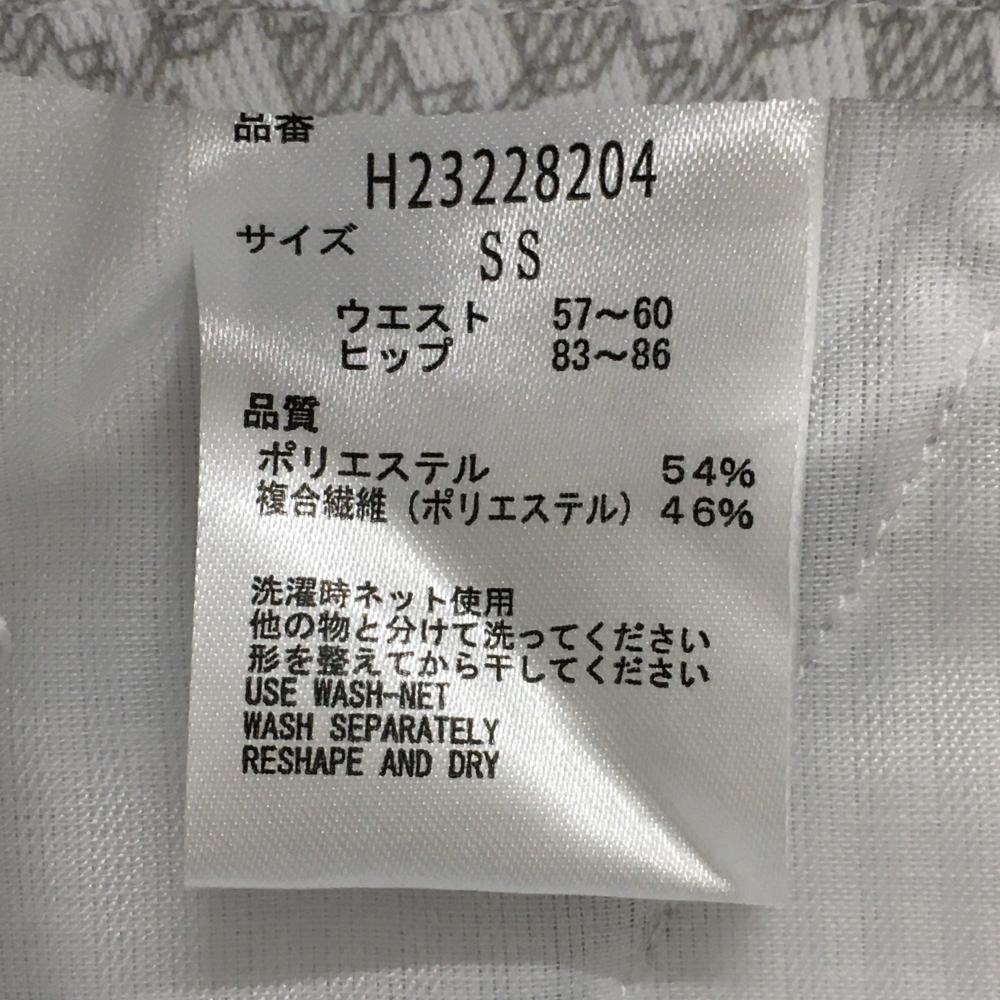 品番
H23228204
サイズ SS
ウエスト 57～60
ヒップ 83～86
品質
ポリエステル 54%
複合繊維（ポリエステル） 46%
洗濯時ネット使用
他の物と分けて洗ってください
形を整えてから干してください
USE WASH-NET
WASH SEPARATELY
RESHAPE AND DRY